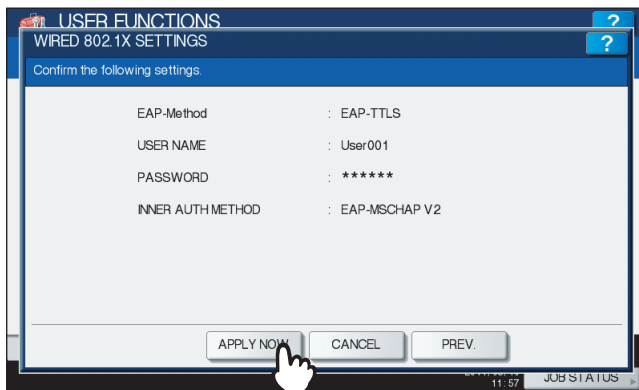 USER FUNCTIONS ?
WIRED 802.1X SETTINGS ?
Confirm the following settings.
EAP-Method : EAP-TTLS
USER NAME : User001
PASSWORD : ******
INNER AUTH METHOD : EAP-MSCHAP V2
APPLY NOW CANCEL PREV.
11:57 JOB STATUS